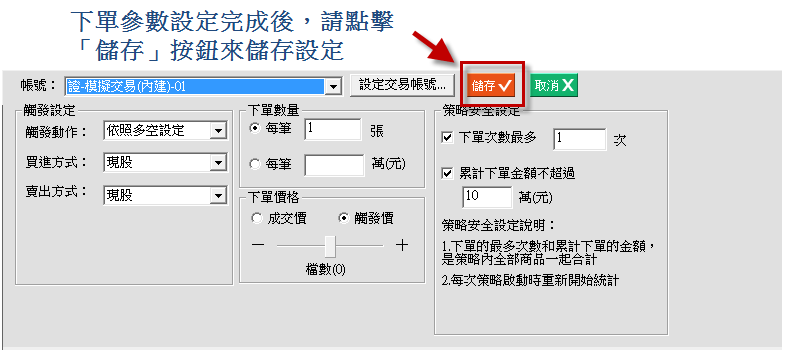 下單參數設定完成後，請點擊
「儲存」按鈕來儲存設定
帳號： 證-模擬交易(內建)-01 設定交易帳號... 儲存 取消 X
觸發設定
觸發動作： 依照多空設定
買進方式： 現股
賣出方式： 現股
下單數量
每筆 1 張
每筆 萬(元)
下單價格
成交價 觸發價
－ ＋
檔數(0)
策略安全設定
下單次數最多 1 次
累計下單金額不超過
10 萬(元)
策略安全設定說明：
1.下單的最多次數和累計下單的金額，
是策略內全部商品一起合計
2.每次策略啟動時重新開始統計